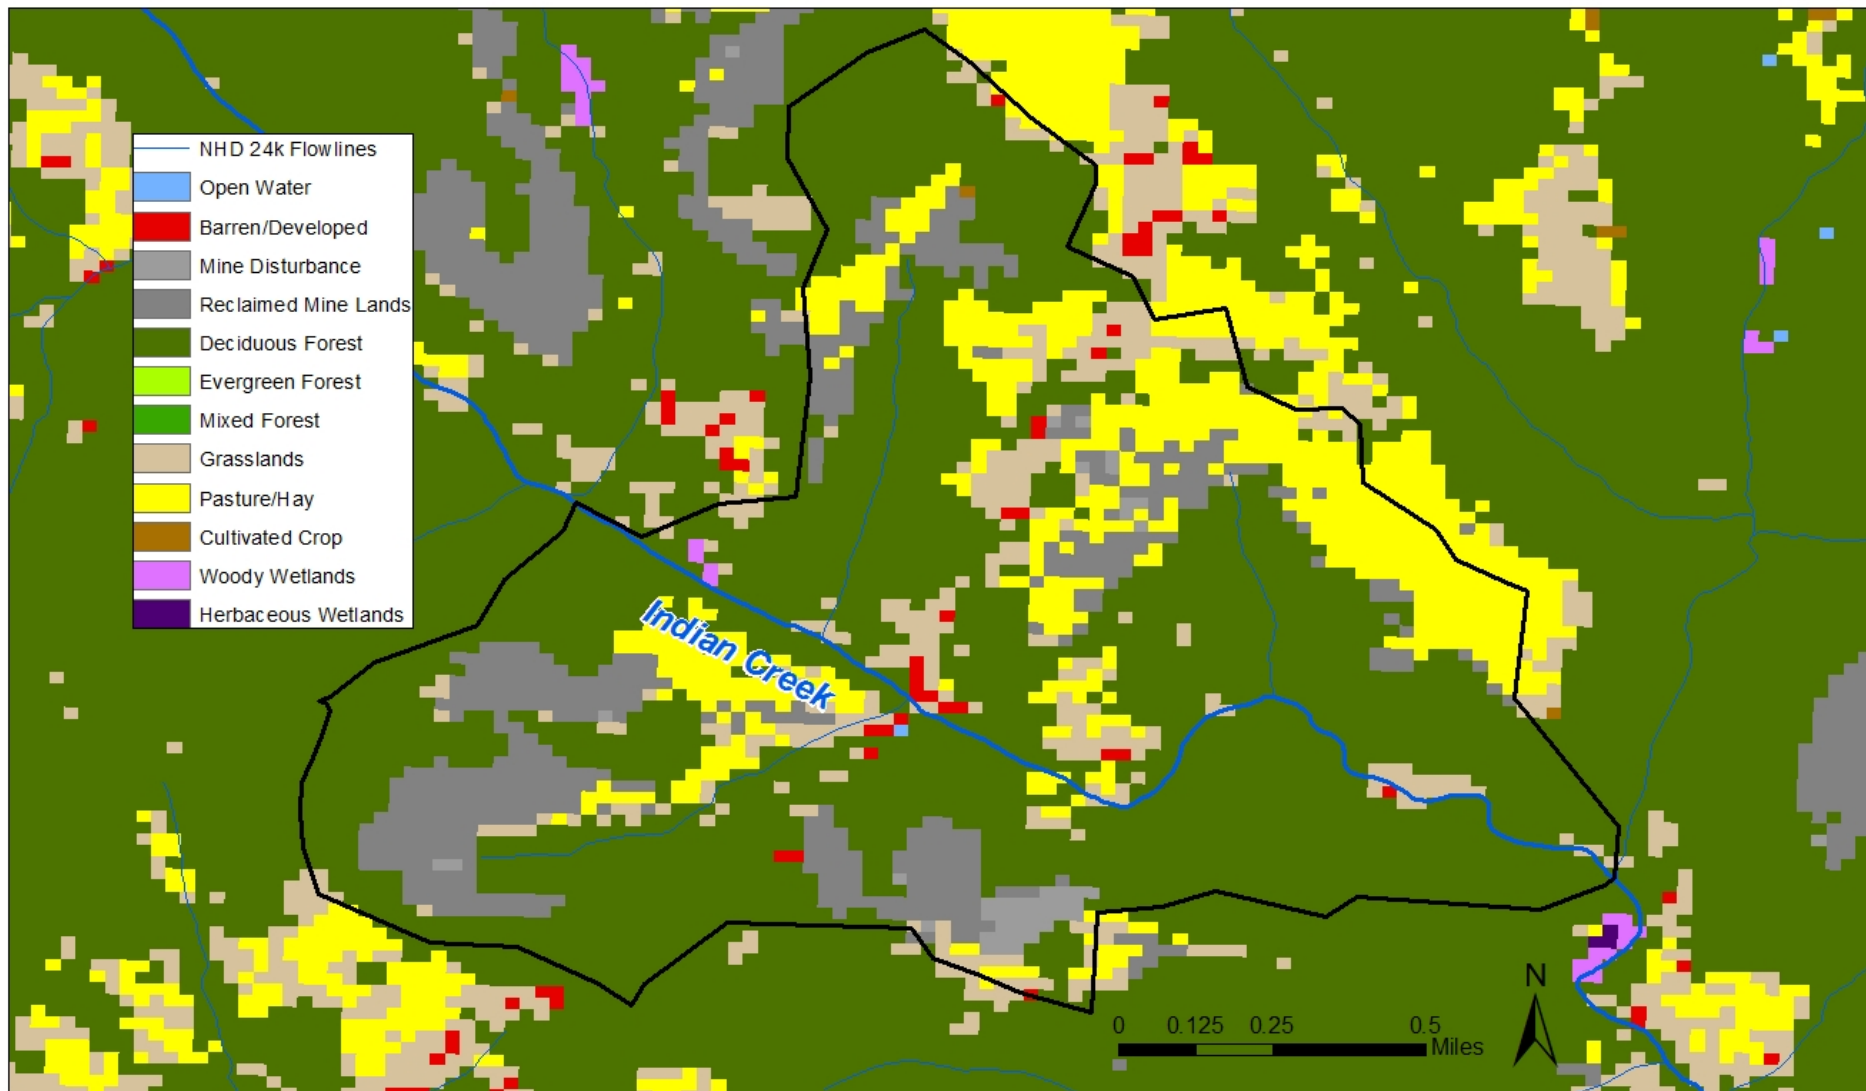 NHD 24k Flowlines
Open Water
Barren/Developed
Mine Disturbance
Reclaimed Mine Lands
Deciduous Forest
Evergreen Forest
Mixed Forest
Grasslands
Pasture/Hay
Cultivated Crop
Woody Wetlands
Herbaceous Wetlands
Indian Creek
N
0 0.125 0.25 0.5
Miles